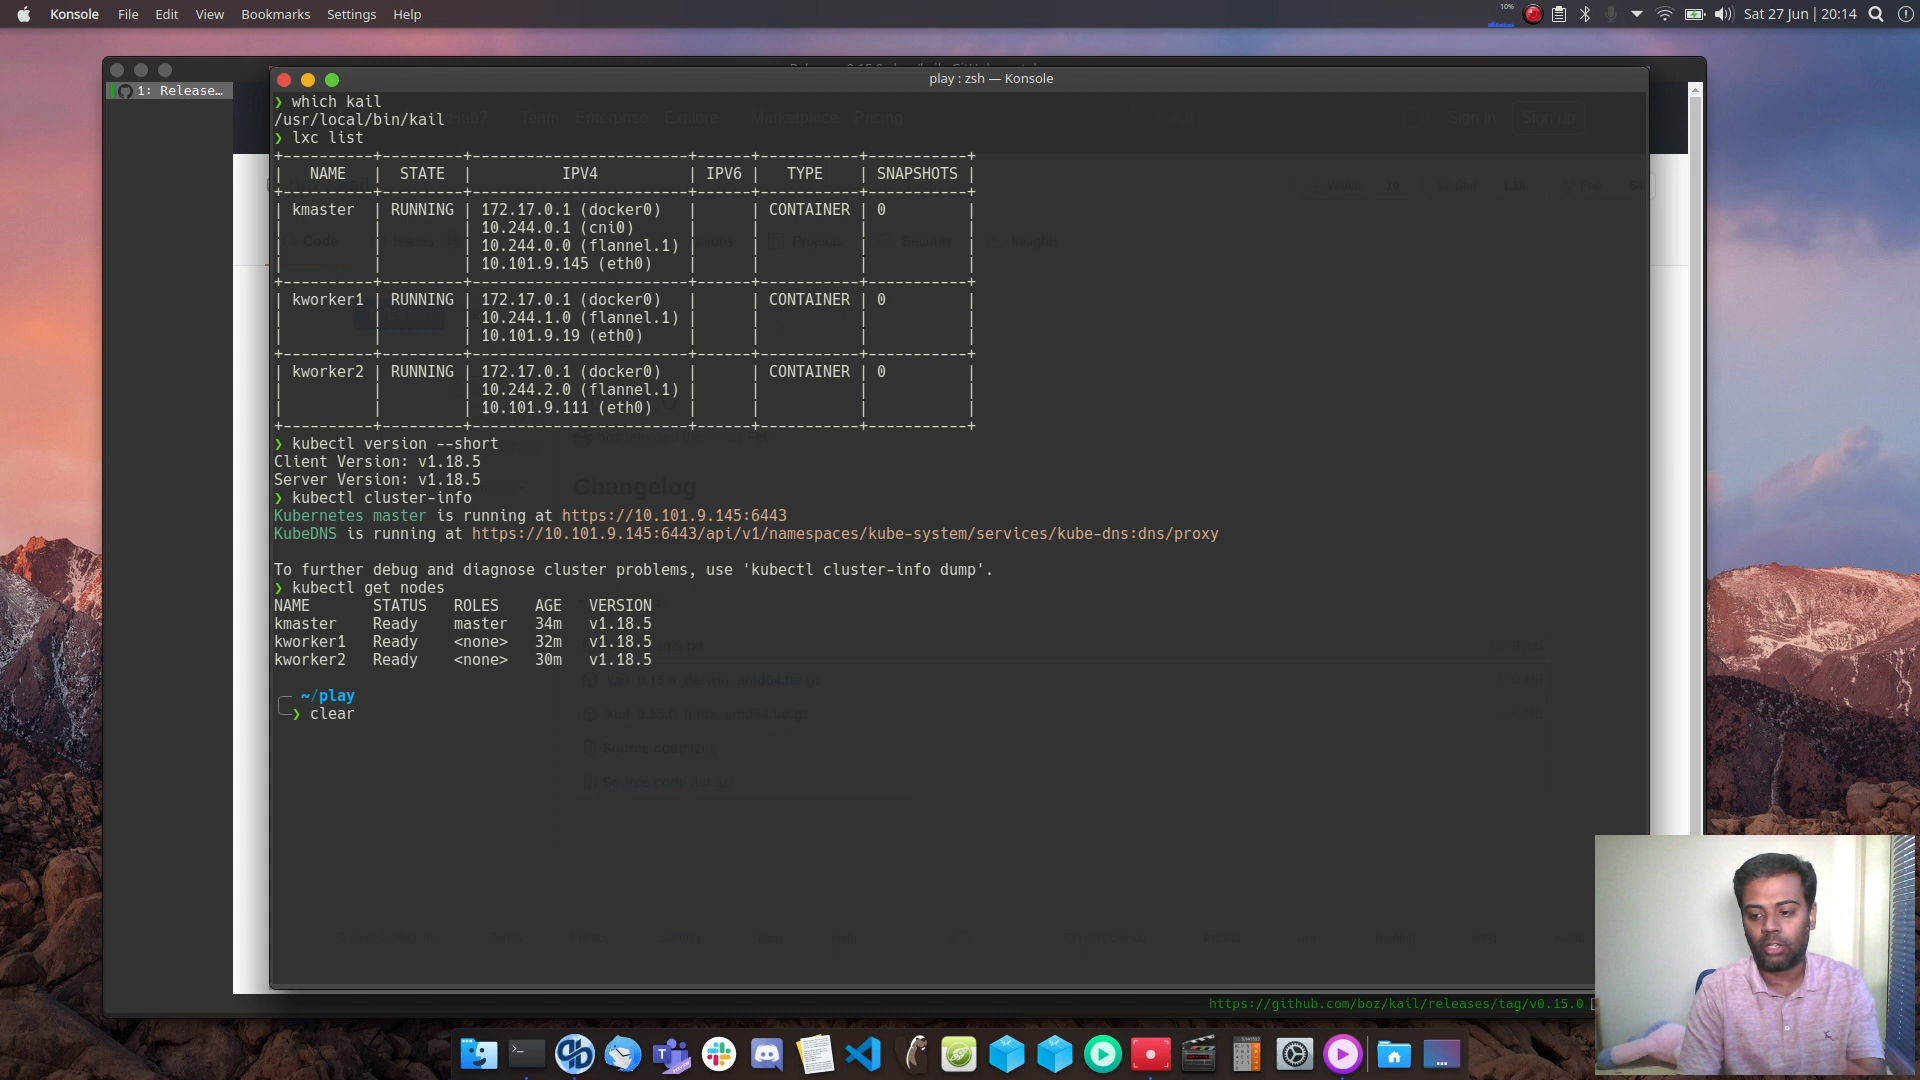 Konsole File Edit View Bookmarks Settings Help
10%
Sat 27 Jun | 20:14
play : zsh — Konsole
1: Release…
❯ which kail
/usr/local/bin/kail
❯ lxc list
+----------+---------+------------------------+------+-----------+-----------+
| NAME | STATE | IPV4 | IPV6 | TYPE | SNAPSHOTS |
+----------+---------+------------------------+------+-----------+-----------+
| kmaster | RUNNING | 172.17.0.1 (docker0) | | CONTAINER | 0 |
| | | 10.244.0.1 (cni0) | | | |
| | | 10.244.0.0 (flannel.1) | | | |
| | | 10.101.9.145 (eth0) | | | |
+----------+---------+------------------------+------+-----------+-----------+
| kworker1 | RUNNING | 172.17.0.1 (docker0) | | CONTAINER | 0 |
| | | 10.244.1.0 (flannel.1) | | | |
| | | 10.101.9.19 (eth0) | | | |
+----------+---------+------------------------+------+-----------+-----------+
| kworker2 | RUNNING | 172.17.0.1 (docker0) | | CONTAINER | 0 |
| | | 10.244.2.0 (flannel.1) | | | |
| | | 10.101.9.111 (eth0) | | | |
+----------+---------+------------------------+------+-----------+-----------+
❯ kubectl version --short
Client Version: v1.18.5
Server Version: v1.18.5
❯ kubectl cluster-info
Kubernetes master is running at https://10.101.9.145:6443
KubeDNS is running at https://10.101.9.145:6443/api/v1/namespaces/kube-system/services/kube-dns:dns/proxy
To further debug and diagnose cluster problems, use 'kubectl cluster-info dump'.
❯ kubectl get nodes
NAME STATUS ROLES AGE VERSION
kmaster Ready master 34m v1.18.5
kworker1 Ready <none> 32m v1.18.5
kworker2 Ready <none> 30m v1.18.5
~/play
❯ clear
Changelog
https://github.com/boz/kail/releases/tag/v0.15.0